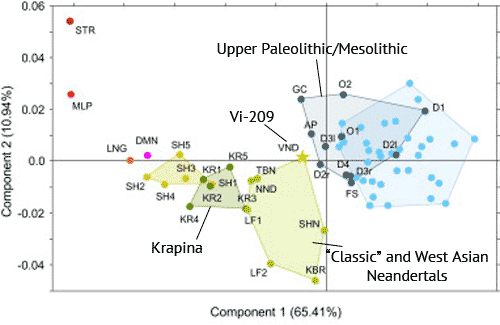 0.06
0.04
0.02
0.0
-0.02
-0.04
Component 2 (10.94%)
Component 1 (65.41%)
Upper Paleolithic/Mesolithic
Vi-209
Krapina
“Classic” and West Asian
Neandertals
STR
MLP
LNG
DMN
SH5
SH3
SH2
SH4
SH1
KR1
KR5
KR2
KR3
KR4
VND
TBN
NND
LF1
LF2
SHN
KBR
GC
O2
D1
AP
D3l
O1
D2l
D2r
D4
D3r
FS